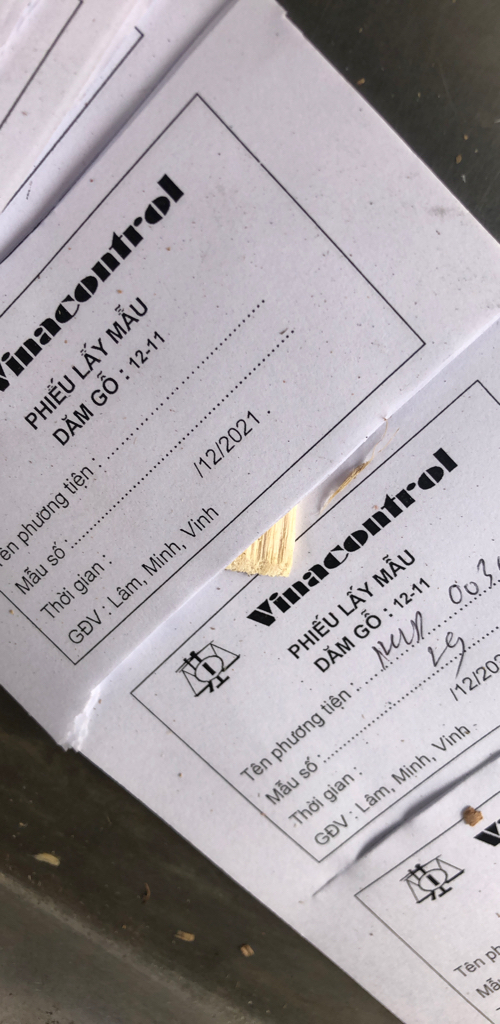 Vinacontrol
PHIẾU LẤY MẪU
DĂM GỖ : 12-11
Tên phương tiện :
Mẫu số :
Thời gian : /12/2021
GĐV : Lâm, Minh, Vinh
Vinacontrol
PHIẾU LẤY MẪU
DĂM GỖ : 12-11
Tên phương tiện :
Mẫu số :
Thời gian :
GĐV : Lâm, Minh, Vinh